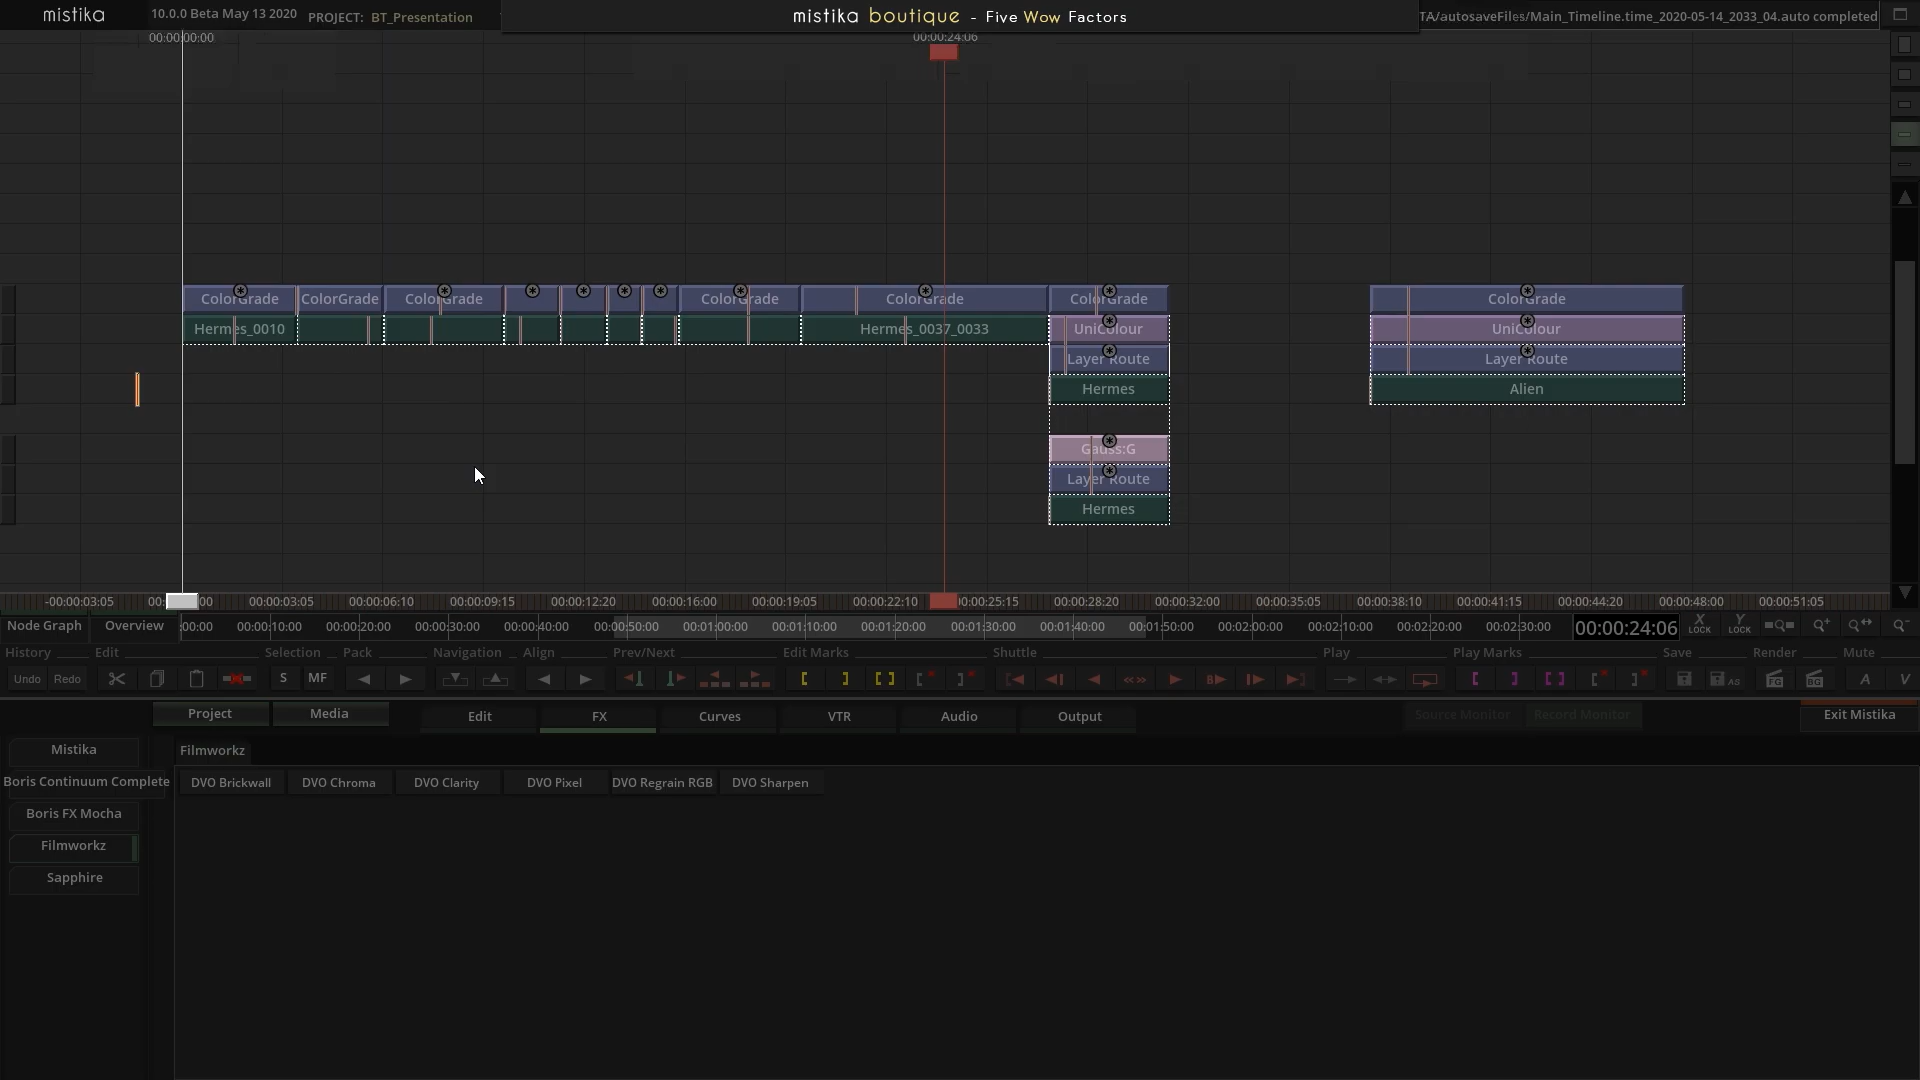 mistika 10.0.0 Beta May 13 2020 PROJECT: BT_Presentation mistika boutique - Five Wow Factors TA/autosaveFiles/Main_Timeline.time_2020-05-14_2033_04.auto completed
00:00:00:00 00:00:24:06
ColorGrade ColorGrade ColorGrade ColorGrade ColorGrade ColorGrade ColorGrade
Hermes_0010 Hermes_0037_0033 UniColour UniColour
Layer Route Layer Route
Hermes Alien
Gauss:G
Layer Route
Hermes
-00:00:03:05 00:00:03:05 00:00:06:10 00:00:09:15 00:00:12:20 00:00:16:00 00:00:19:05 00:00:22:10 00:00:25:15 00:00:28:20 00:00:32:00 00:00:35:05 00:00:38:10 00:00:41:15 00:00:44:20 00:00:48:00 00:00:51:05
Node Graph Overview :00:00 00:00:10:00 00:00:20:00 00:00:30:00 00:00:40:00 00:00:50:00 00:01:00:00 00:01:10:00 00:01:20:00 00:01:30:00 00:01:40:00 00:01:50:00 00:02:00:00 00:02:10:00 00:02:20:00 00:02:30:00 00:00:24:06 X LOCK Y LOCK
History Edit Selection Pack Navigation Align Prev/Next Edit Marks Shuttle Play Play Marks Save Render Mute
Undo Redo S MF AS FG BG A V
Project Media Edit FX Curves VTR Audio Output Source Monitor Record Monitor Exit Mistika
Mistika Filmworkz
Boris Continuum Complete DVO Brickwall DVO Chroma DVO Clarity DVO Pixel DVO Regrain RGB DVO Sharpen
Boris FX Mocha
Filmworkz
Sapphire